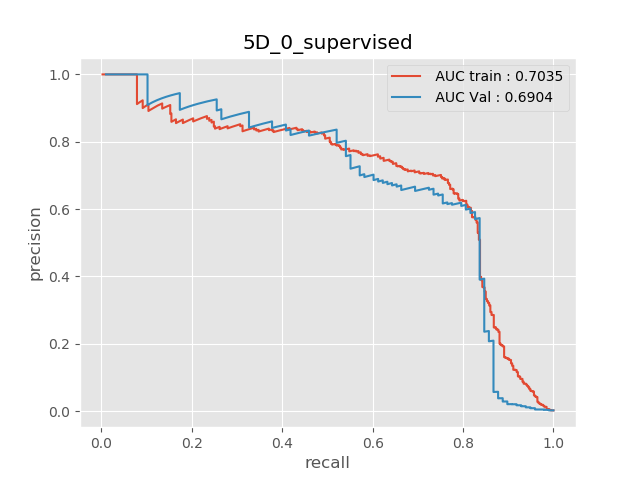 5D_0_supervised
AUC train : 0.7035
AUC Val : 0.6904
precision
1.0
0.8
0.6
0.4
0.2
0.0
0.0 0.2 0.4 0.6 0.8 1.0
recall